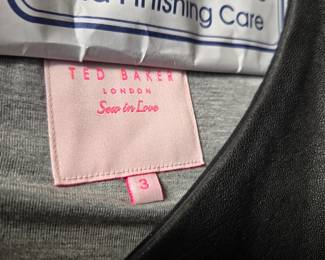 Finishing Care
TED BAKER
LONDON
Sew in Love
3